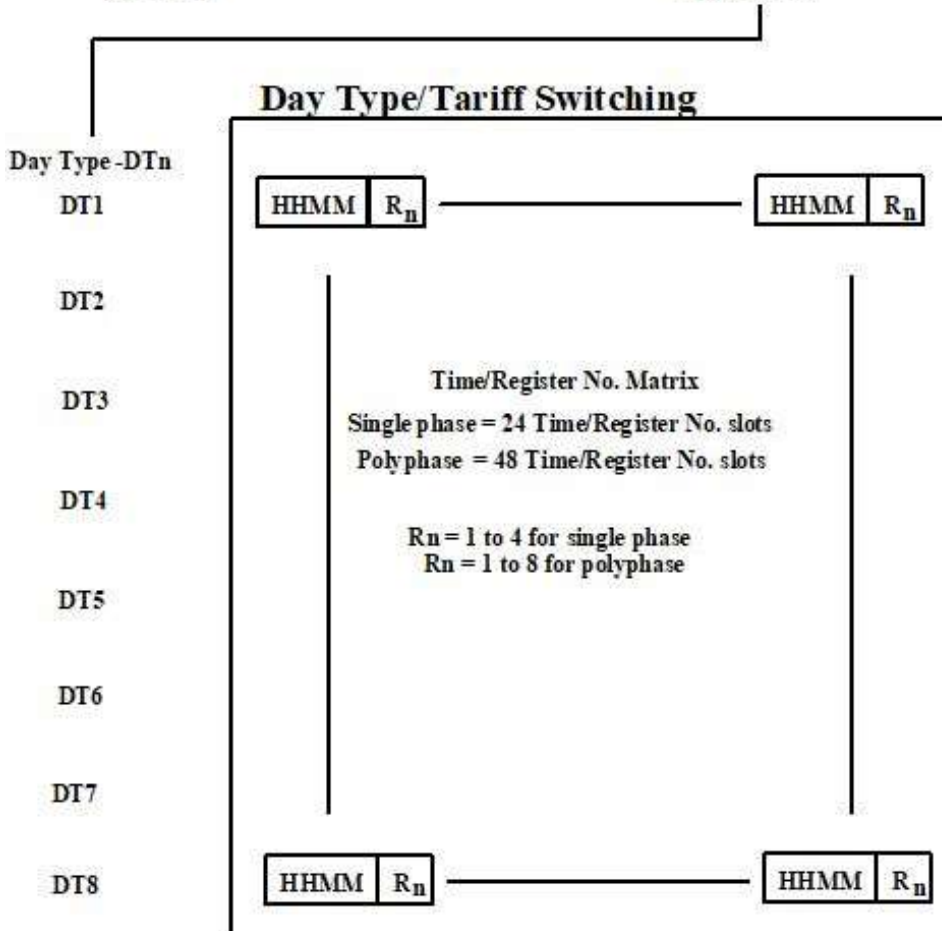 Day Type/Tariff Switching
Day Type -DTn
DT1
HHMM Rn HHMM Rn
DT2
Time/Register No. Matrix
DT3
Single phase = 24 Time/Register No. slots
Polyphase = 48 Time/Register No. slots
DT4
Rn = 1 to 4 for single phase
Rn = 1 to 8 for polyphase
DT5
DT6
DT7
DT8
HHMM Rn HHMM Rn